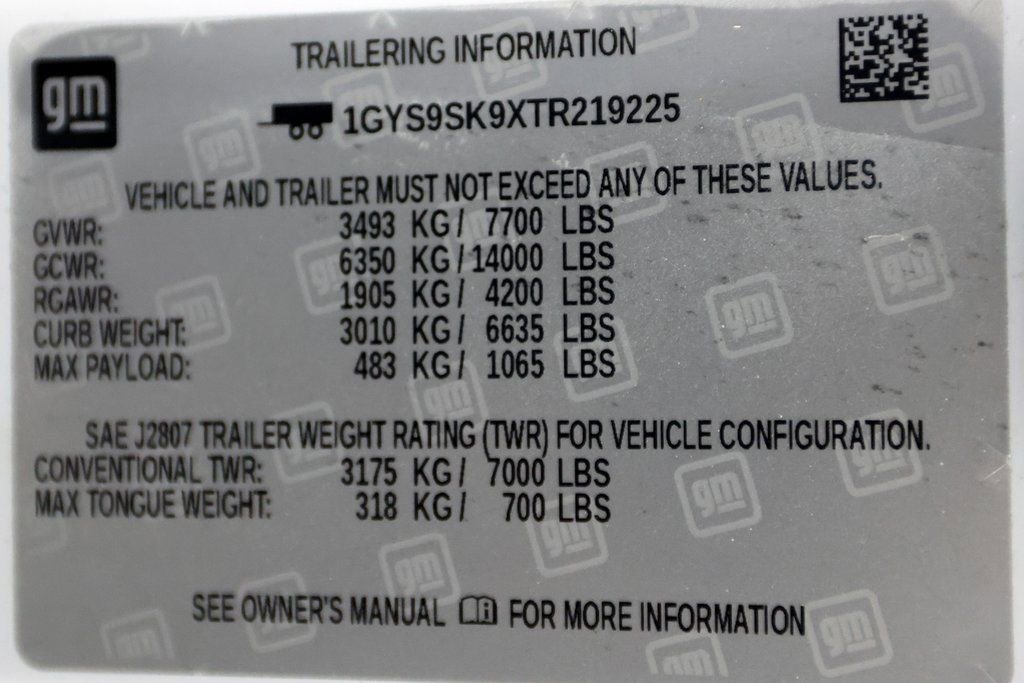 gm
TRAILERING INFORMATION
1GYS9SK9XTR219225
VEHICLE AND TRAILER MUST NOT EXCEED ANY OF THESE VALUES.
GVWR: 3493 KG/ 7700 LBS
GCWR: 6350 KG/14000 LBS
RGAWR: 1905 KG/ 4200 LBS
CURB WEIGHT: 3010 KG/ 6635 LBS
MAX PAYLOAD: 483 KG/ 1065 LBS
SAE J2807 TRAILER WEIGHT RATING (TWR) FOR VEHICLE CONFIGURATION.
CONVENTIONAL TWR: 3175 KG/ 7000 LBS
MAX TONGUE WEIGHT: 318 KG/ 700 LBS
SEE OWNER'S MANUAL FOR MORE INFORMATION